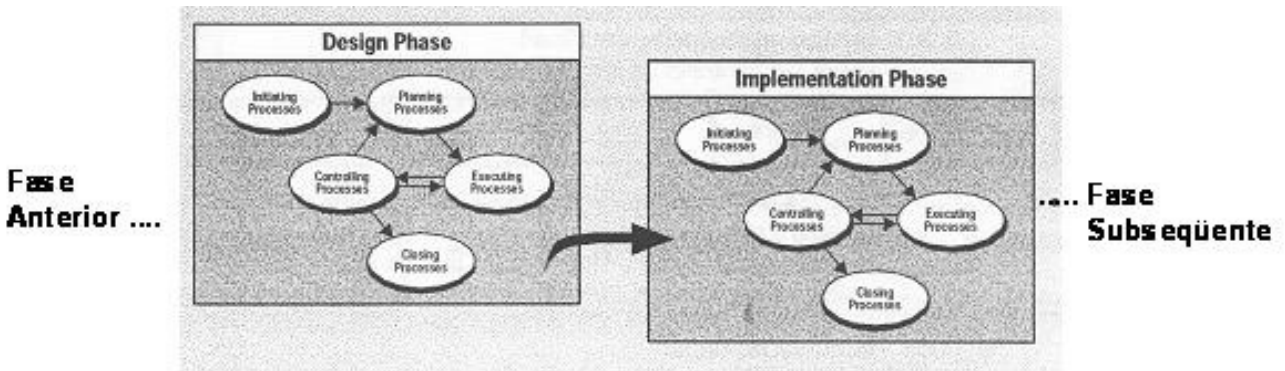 Design Phase
Initiating
Processes
Planning
Processes
Controlling
Processes
Executing
Processes
Closing
Processes
Implementation Phase
Initiating
Processes
Planning
Processes
Controlling
Processes
Executing
Processes
Closing
Processes
Fase
Anterior ....
.... Fase
Subseqüente